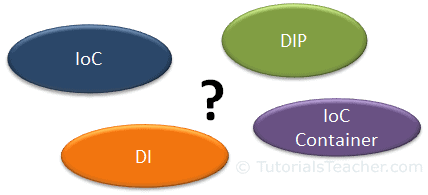 IoC
DIP
?
IoC
Container
DI
© TutorialsTeacher.com